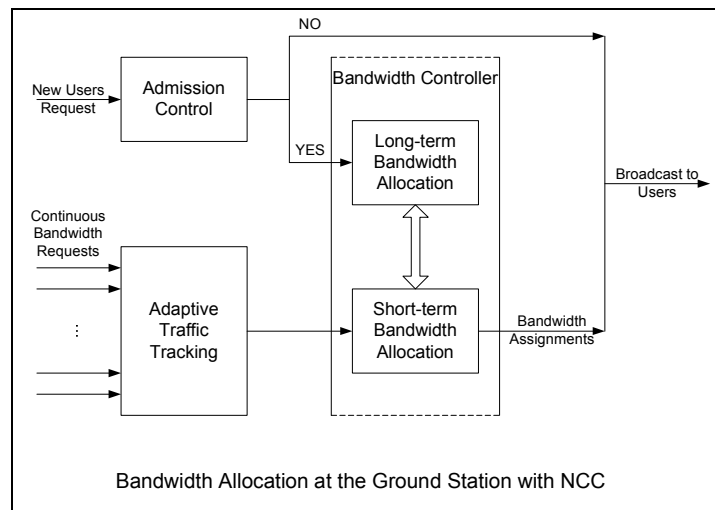 NO
Bandwidth Controller
New Users
Request
Admission
Control
YES
Long-term
Bandwidth
Allocation
Broadcast to
Users
Continuous
Bandwidth
Requests
...
Adaptive
Traffic
Tracking
Short-term
Bandwidth
Allocation
Bandwidth
Assignments
Bandwidth Allocation at the Ground Station with NCC